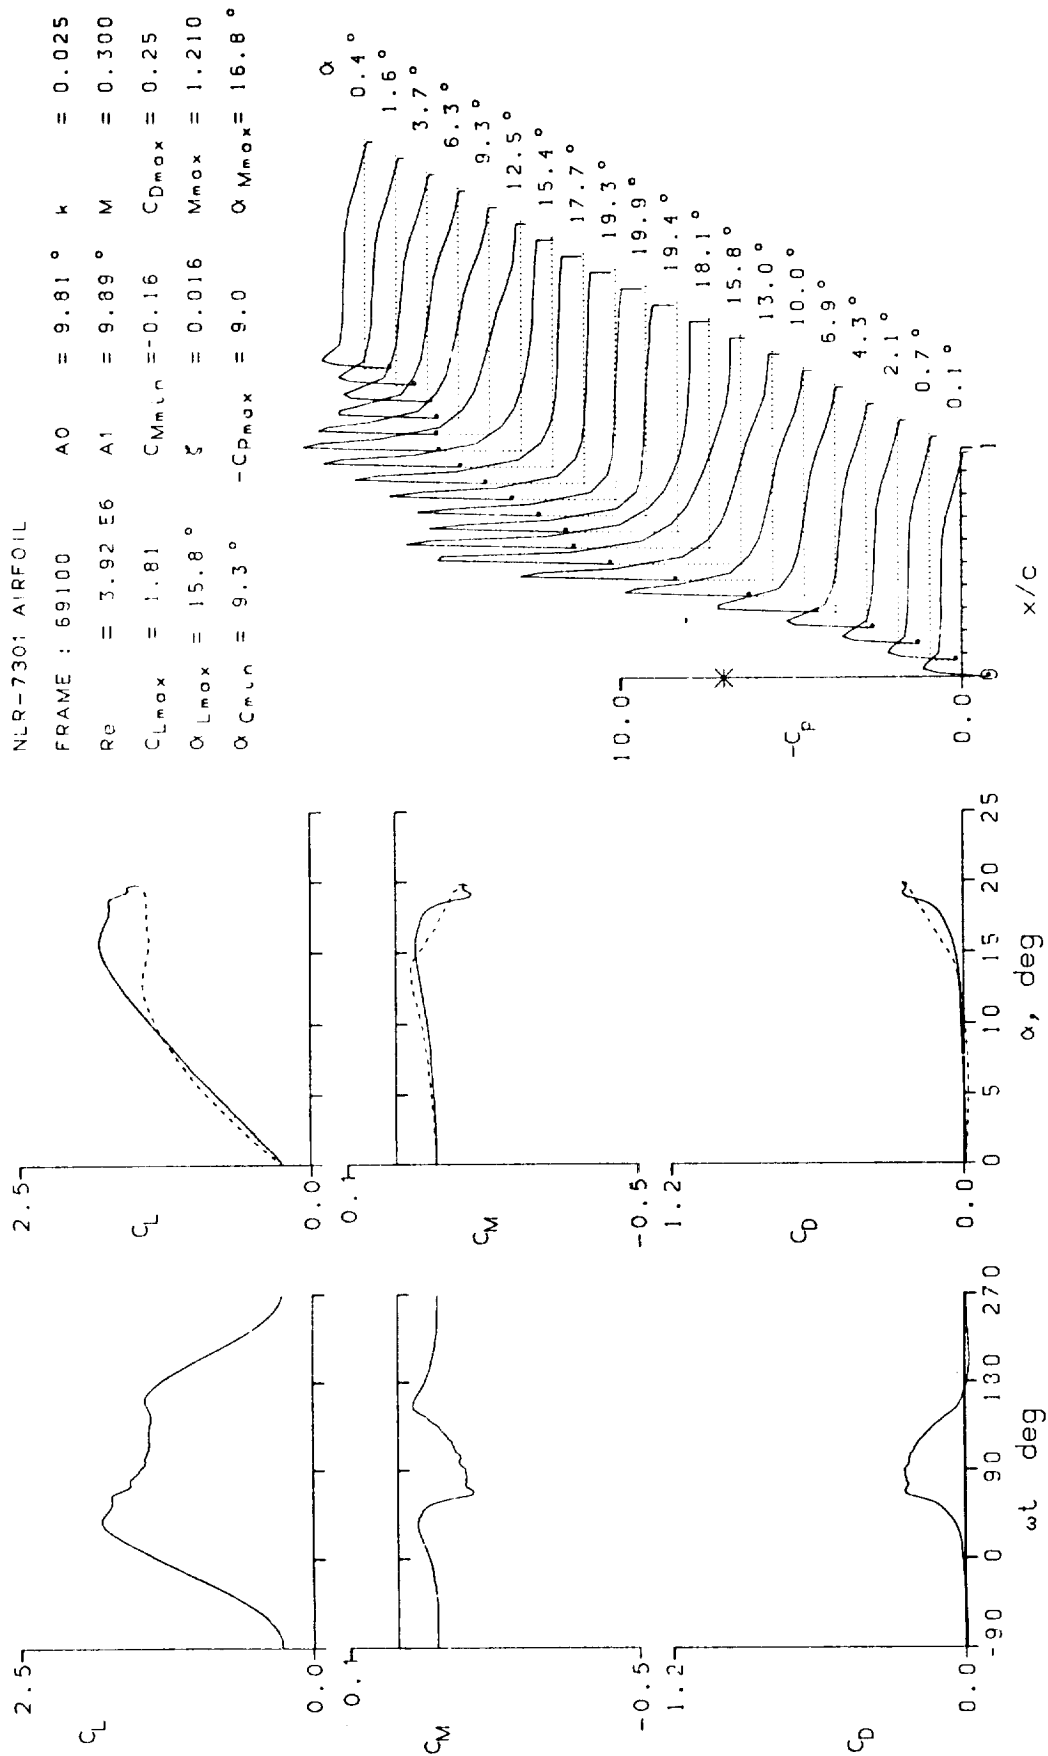 NLR-7301 AIRFOIL
FRAME : 69100 A0 = 9.81° k = 0.025
Re = 3.92 E6 A1 = 9.89° M = 0.300
CLmax = 1.81 CMmin =-0.16 CDmax = 0.25
αLmax = 15.8° ζ = 0.016 Mmax = 1.210
α Cmin = 9.3° -CPmax = 9.0 αMmax = 16.8°
2.5
CL
0.0
0.1
CM
-0.5
1.2
CD
0.0
-90 0 90 180 270
ωt deg
2.5
CL
0.0
0.1
CM
-0.5
1.2
CD
0.0
0 5 10 15 20 25
α, deg
10.0
-Cp
0.0
0 1
x/c
α
0.4°
1.6°
3.7°
6.3°
9.3°
12.5°
15.4°
17.7°
19.3°
19.9°
19.4°
18.1°
15.8°
13.0°
10.0°
6.9°
4.3°
2.1°
0.7°
0.1°